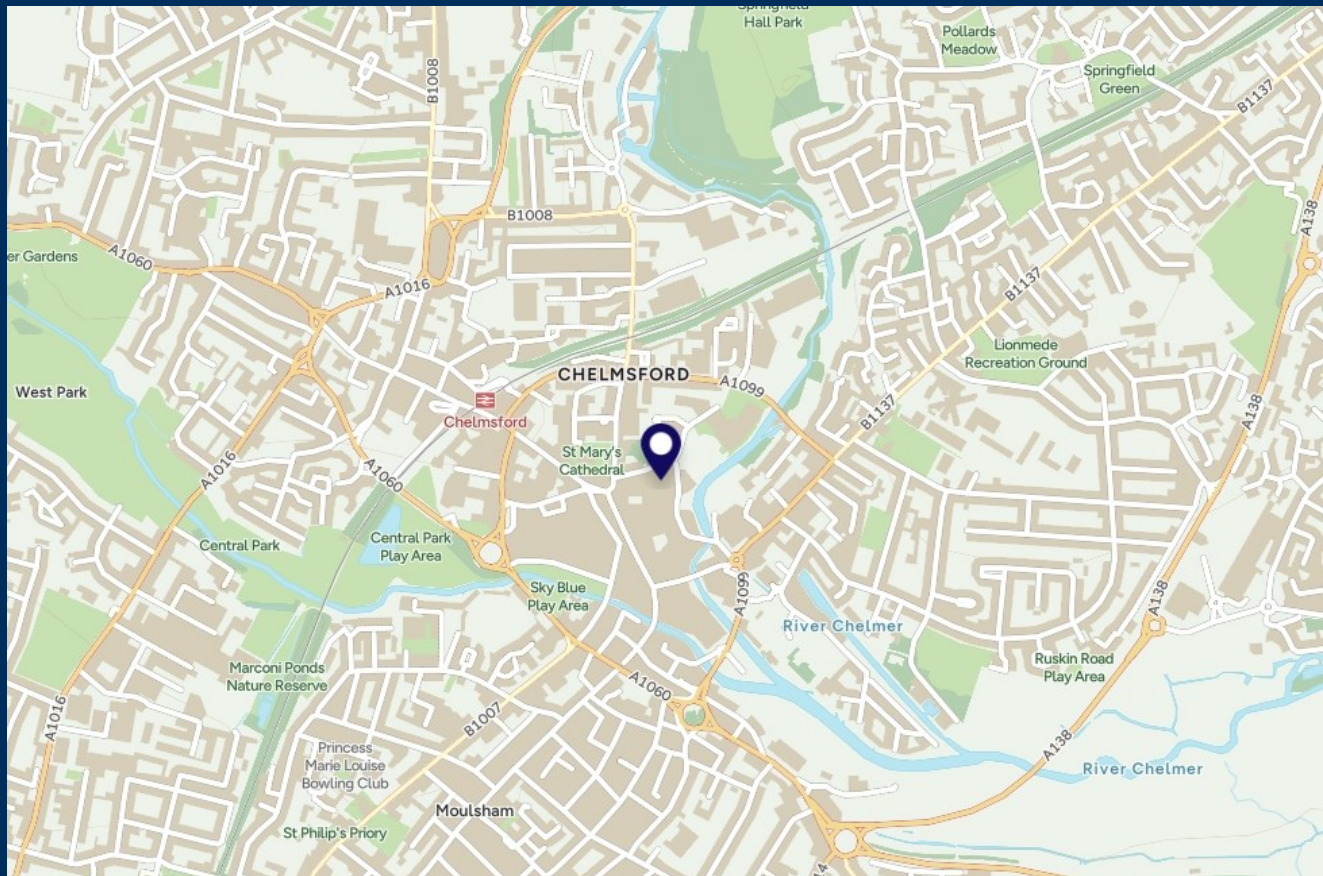 Springfield
Hall Park
Pollards
Meadow
Springfield
Green
B1008
B1137
B1008
A138
A1060
er Gardens
A1016
B1137
Lionmede
Recreation Ground
CHELMSFORD
A1099
West Park
Chelmsford
B1137
A138
St Mary's
Cathedral
A1016
A1060
Central Park
Central Park
Play Area
Sky Blue
Play Area
A1099
A138
River Chelmer
Marconi Ponds
Nature Reserve
Ruskin Road
Play Area
A1060
A1016
B1007
Princess
Marie Louise
Bowling Club
A138
River Chelmer
Moulsham
St Philip's Priory